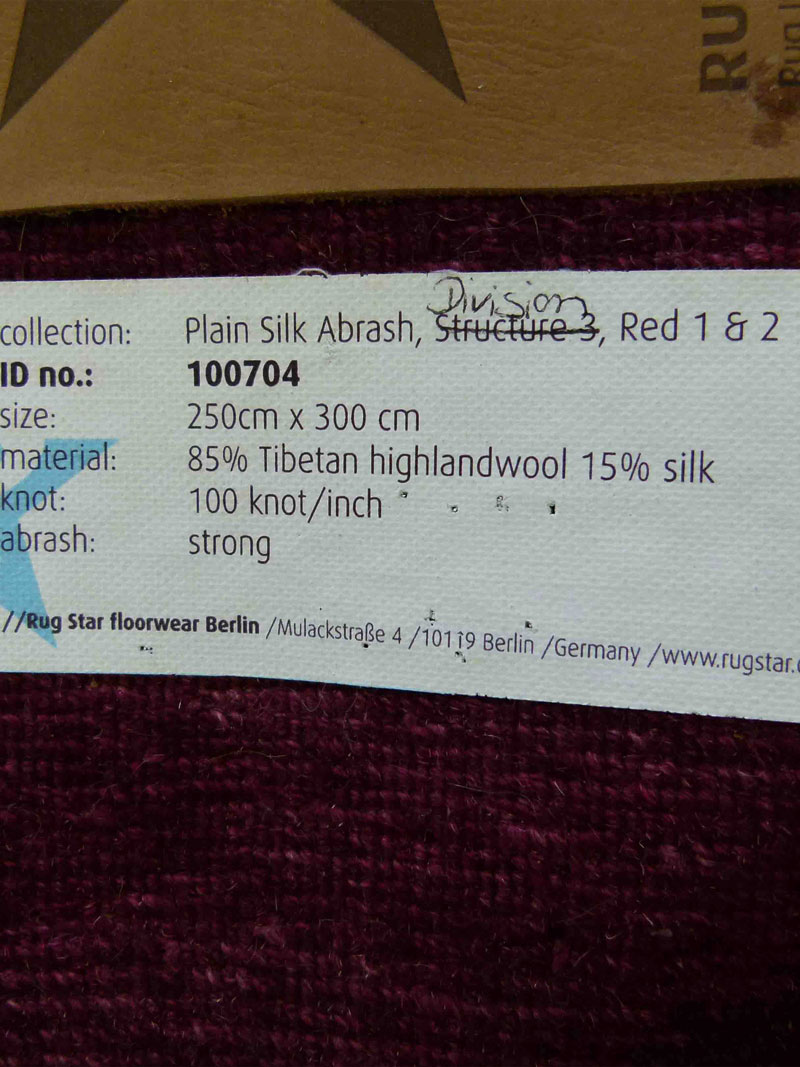 RU
Rug
Division
collection: Plain Silk Abrash, Structure 3, Red 1 & 2
ID no.: 100704
size: 250cm x 300 cm
material: 85% Tibetan highlandwool 15% silk
knot: 100 knot/inch
abrash: strong
//Rug Star floorwear Berlin /Mulackstraße 4 /10119 Berlin /Germany /www.rugstar.